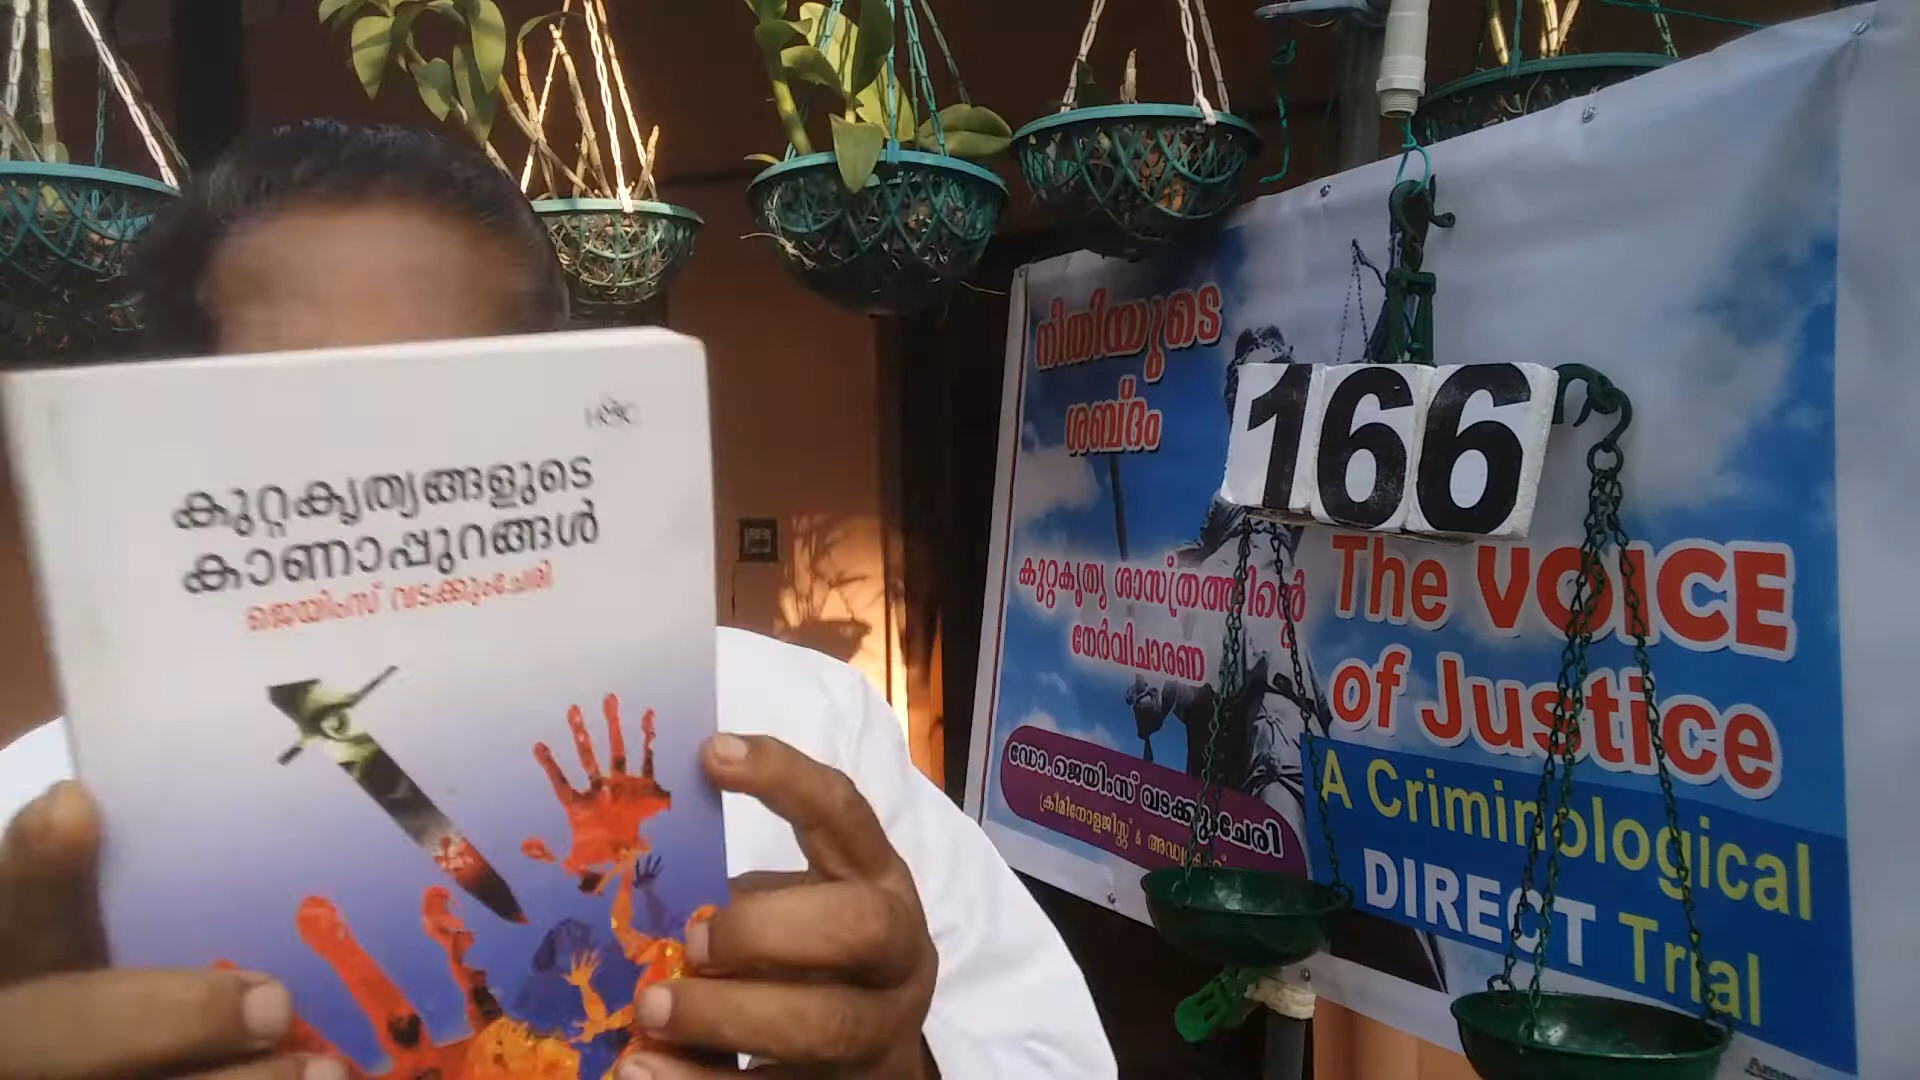 കുറ്റകൃത്യങ്ങളുടെ
കാണാപ്പുറങ്ങൾ
ജെയിംസ് വടക്കുംചേരി
നീതിയുടെ
ശബ്ദം
166
കുറ്റകൃത്യ ശാസ്ത്രത്തിന്റെ
നേർവിചാരണ
The VOICE
of Justice
ഡോ.ജെയിംസ് വടക്കുംചേരി
ക്രിമിനോളജിസ്റ്റ് &
A Criminological
DIRECT Trial